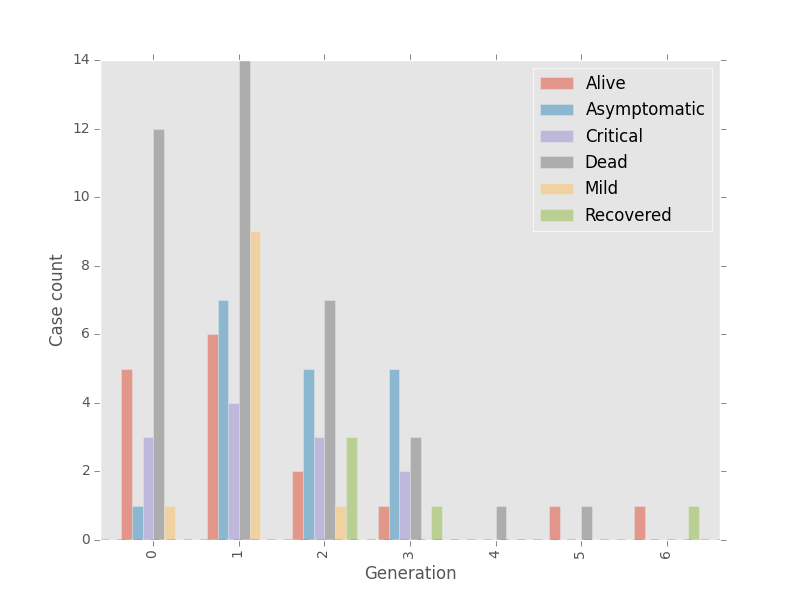 14
12
10
8
6
4
2
0
Case count
Alive
Asymptomatic
Critical
Dead
Mild
Recovered
0 1 2 3 4 5 6
Generation